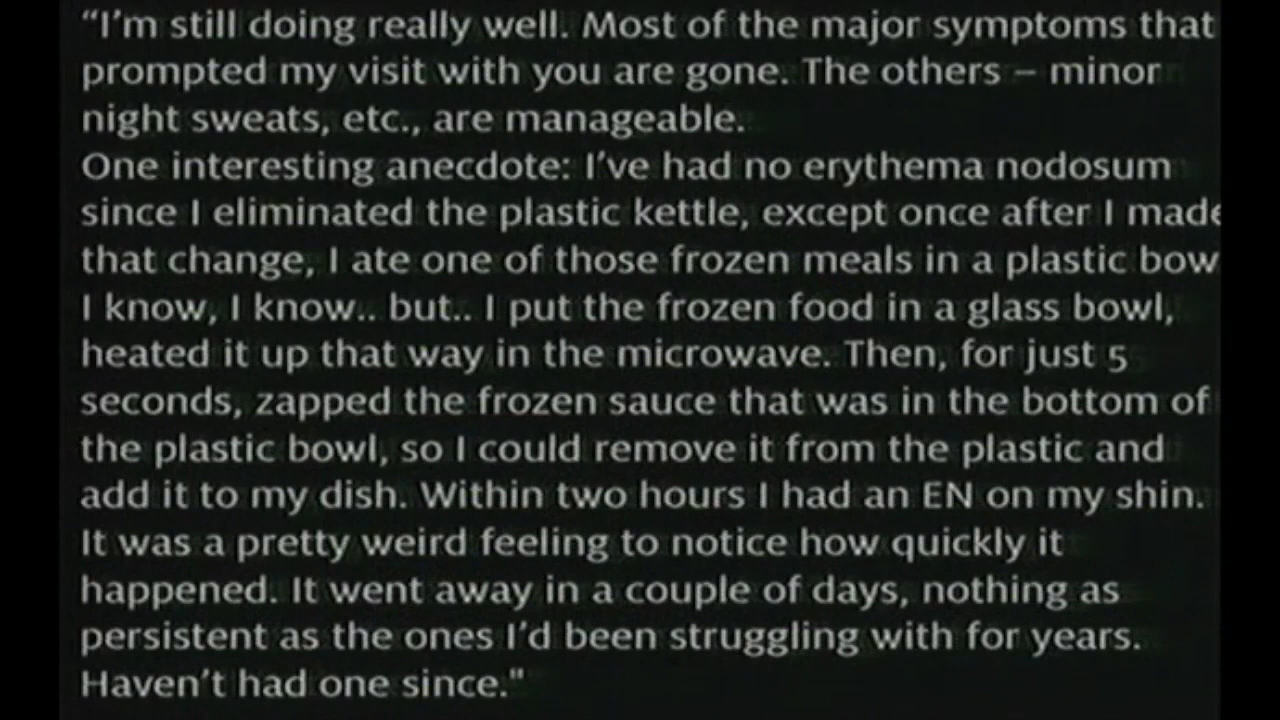 “I’m still doing really well. Most of the major symptoms that
prompted my visit with you are gone. The others – minor
night sweats, etc., are manageable.
One interesting anecdote: I’ve had no erythema nodosum
since I eliminated the plastic kettle, except once after I made
that change, I ate one of those frozen meals in a plastic bow
I know, I know.. but.. I put the frozen food in a glass bowl,
heated it up that way in the microwave. Then, for just 5
seconds, zapped the frozen sauce that was in the bottom of
the plastic bowl, so I could remove it from the plastic and
add it to my dish. Within two hours I had an EN on my shin.
It was a pretty weird feeling to notice how quickly it
happened. It went away in a couple of days, nothing as
persistent as the ones I’d been struggling with for years.
Haven’t had one since."